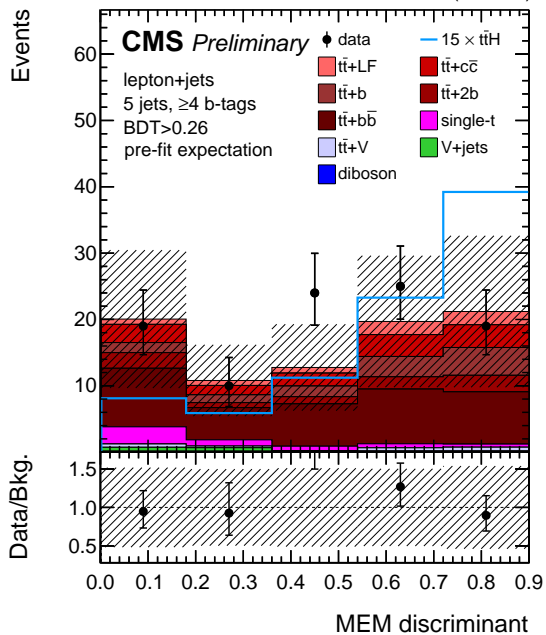 CMS Preliminary
data
15 × tt̄H
lepton+jets
5 jets, ≥4 b-tags
BDT>0.26
pre-fit expectation
tt̄+LF
tt̄+cc̄
tt̄+b
tt̄+2b
tt̄+bb̄
single-t
tt̄+V
V+jets
diboson
Events
60
50
40
30
20
10
Data/Bkg.
1.5
1.0
0.5
0.0 0.1 0.2 0.3 0.4 0.5 0.6 0.7 0.8 0.9
MEM discriminant